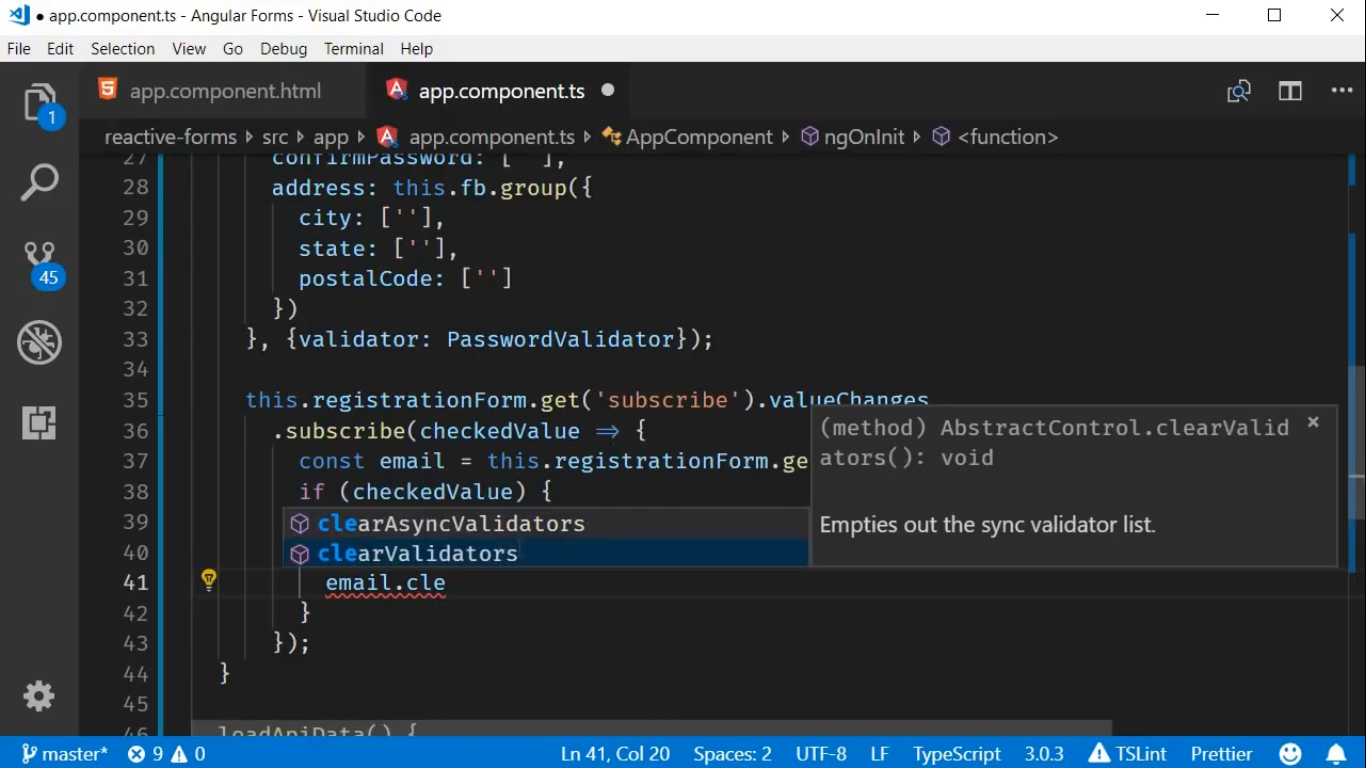 ● app.component.ts - Angular Forms - Visual Studio Code
File Edit Selection View Go Debug Terminal Help
1
45
app.component.html
app.component.ts ●
reactive-forms src app app.component.ts AppComponent ngOnInit <function>
27 confirmPassword: [''],
28 address: this.fb.group({
29 city: [''],
30 state: [''],
31 postalCode: ['']
32 })
33 }, {validator: PasswordValidator});
34
35 this.registrationForm.get('subscribe').valueChanges
36 .subscribe(checkedValue => {
37 const email = this.registrationForm.ge
38 if (checkedValue) {
39 clearAsyncValidators
40 clearValidators
41 email.cle
42 }
43 });
44 }
45
46 loadApiData() {
(method) AbstractControl.clearValid
ators(): void
Empties out the sync validator list.
master* 9 0 Ln 41, Col 20 Spaces: 2 UTF-8 LF TypeScript 3.0.3 TSLint Prettier